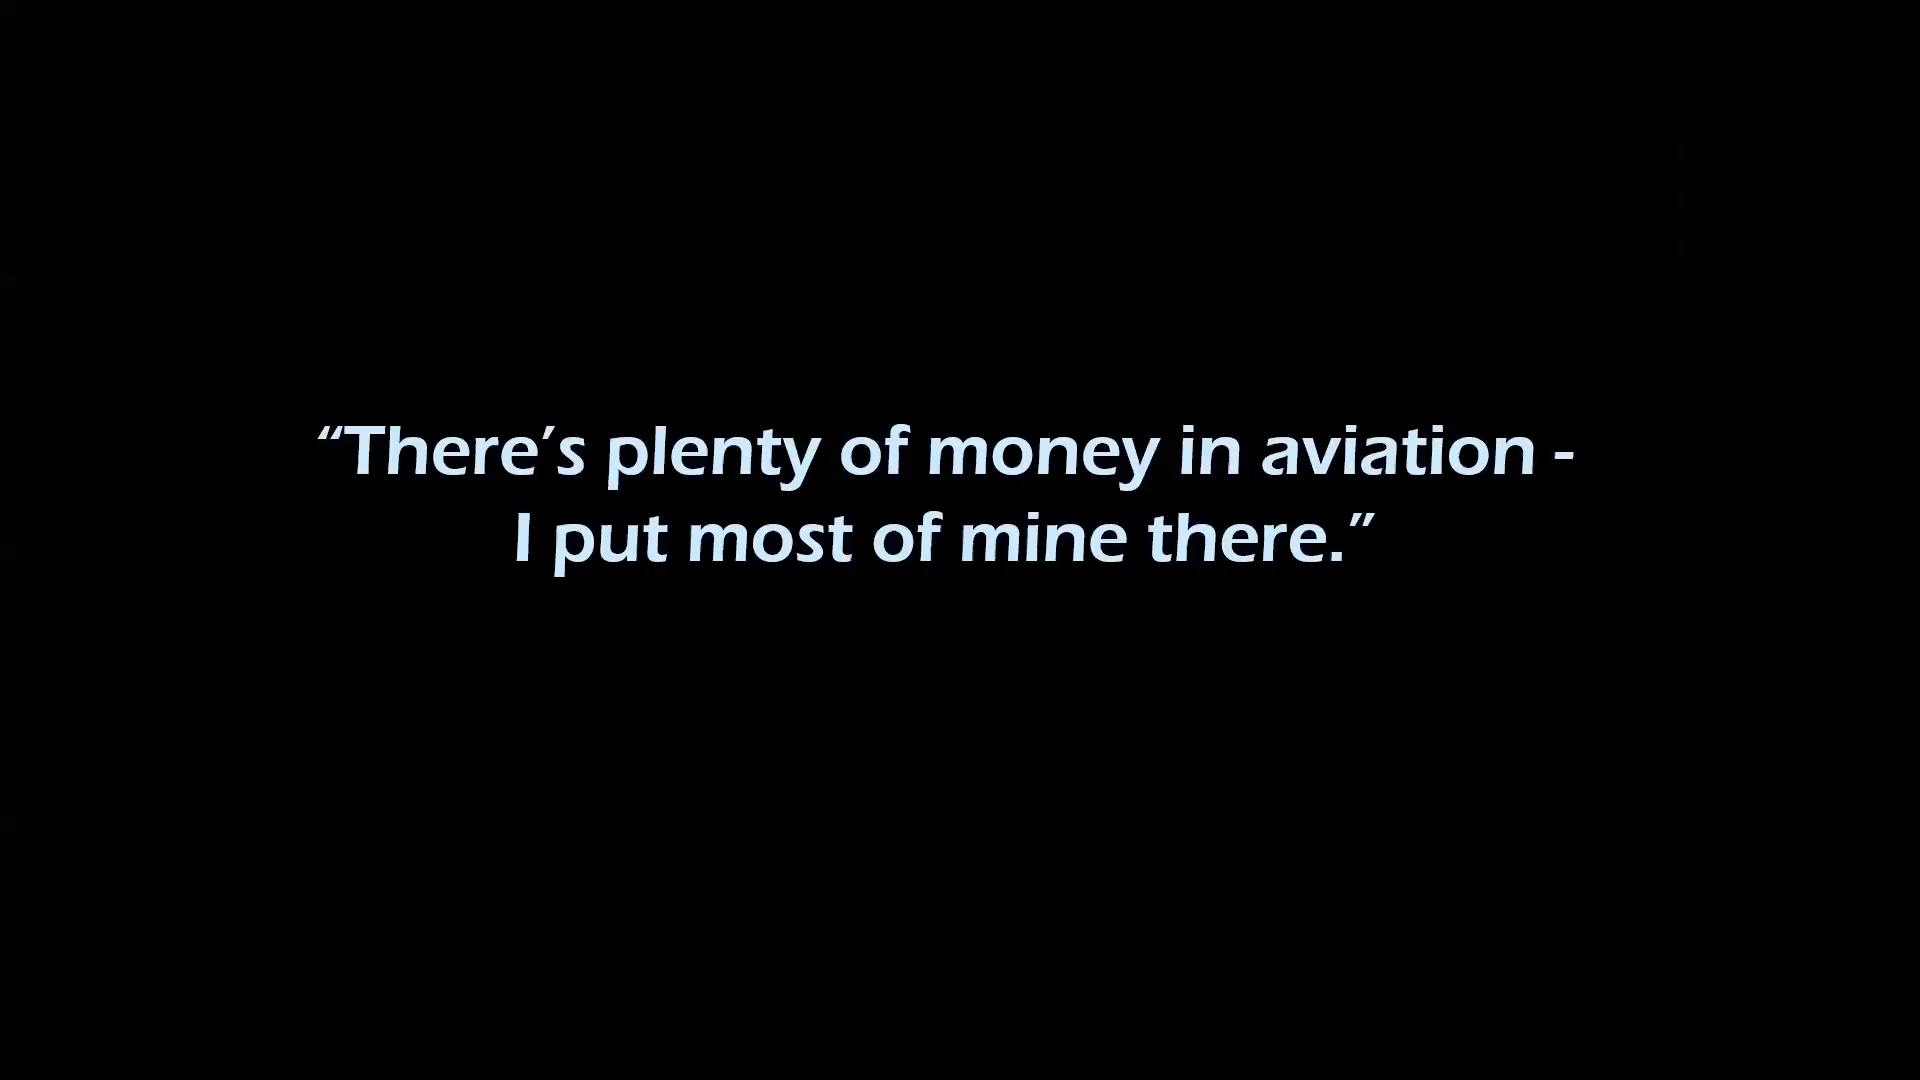 “There’s plenty of money in aviation -
I put most of mine there.”